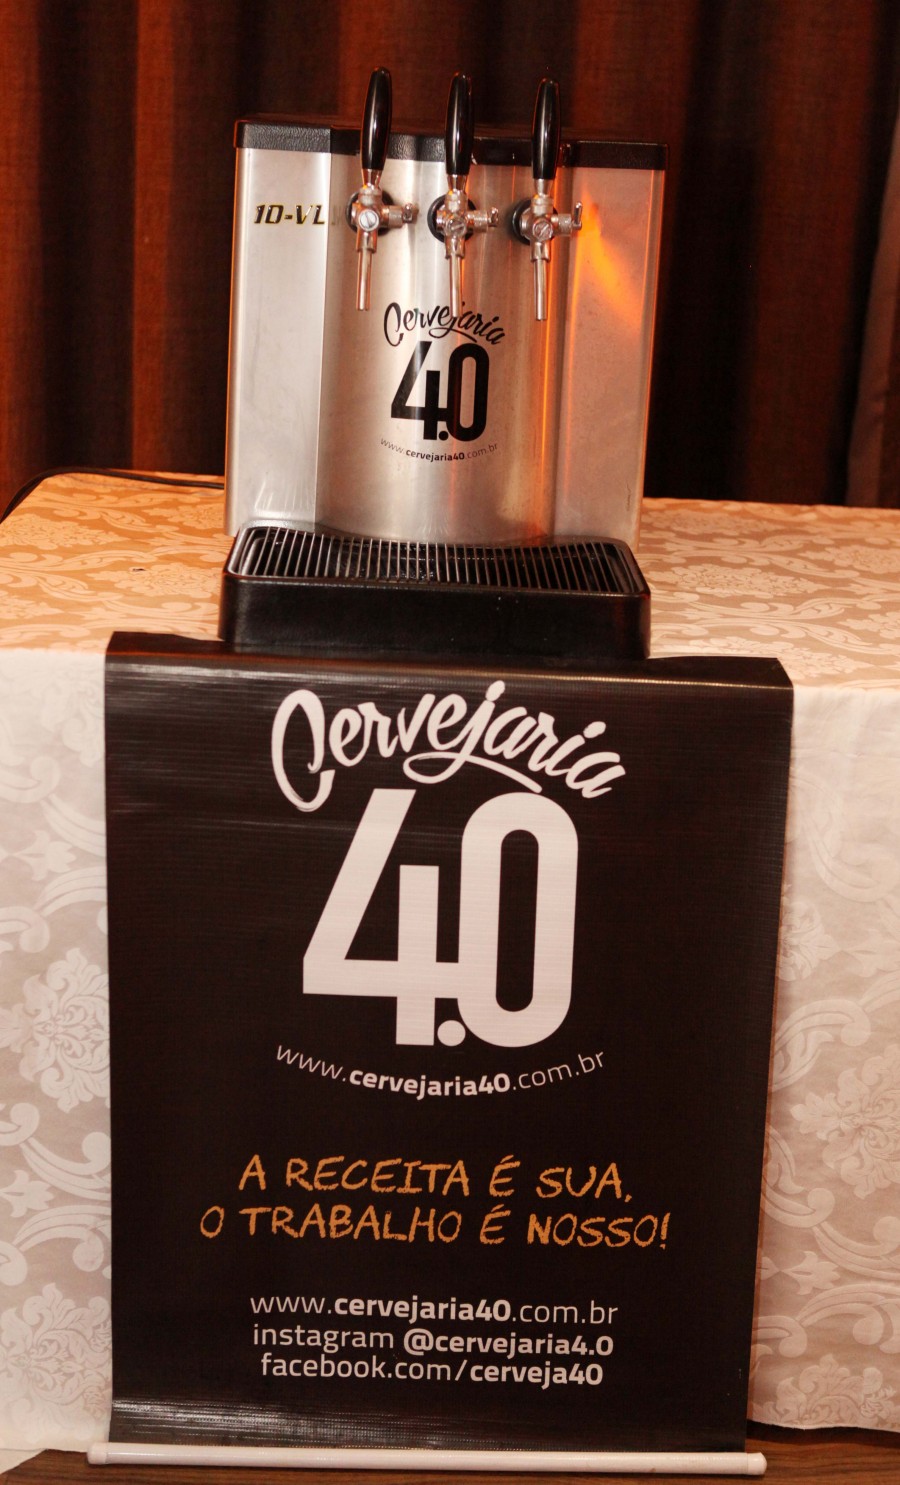 10-VL
Cervejaria
4.0
www.cervejaria40.com.br
Cervejaria
4.0
www.cervejaria40.com.br
A RECEITA É SUA,
O TRABALHO É NOSSO!
www.cervejaria40.com.br
instagram @cervejaria4.0
facebook.com/cerveja40